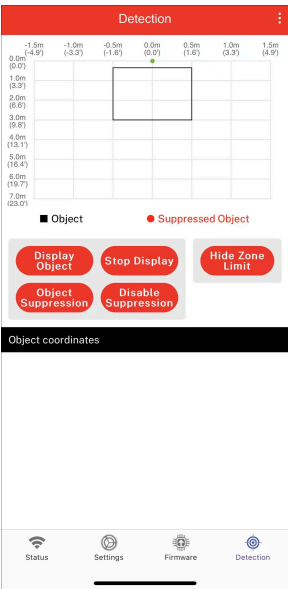 Detection
-1.5m -1.0m -0.5m 0.0m 0.5m 1.0m 1.5m
(-4.9') (-3.3') (-1.6') (0.0') (1.6') (3.3') (4.9')
0.0m
(0.0')
1.0m
(3.3')
2.0m
(6.6')
3.0m
(9.8')
4.0m
(13.1')
5.0m
(16.4')
6.0m
(19.7')
7.0m
(23.0')
Object Suppressed Object
Display Object
Stop Display
Hide Zone Limit
Object Suppression
Disable Suppression
Object coordinates
Status Settings Firmware Detection